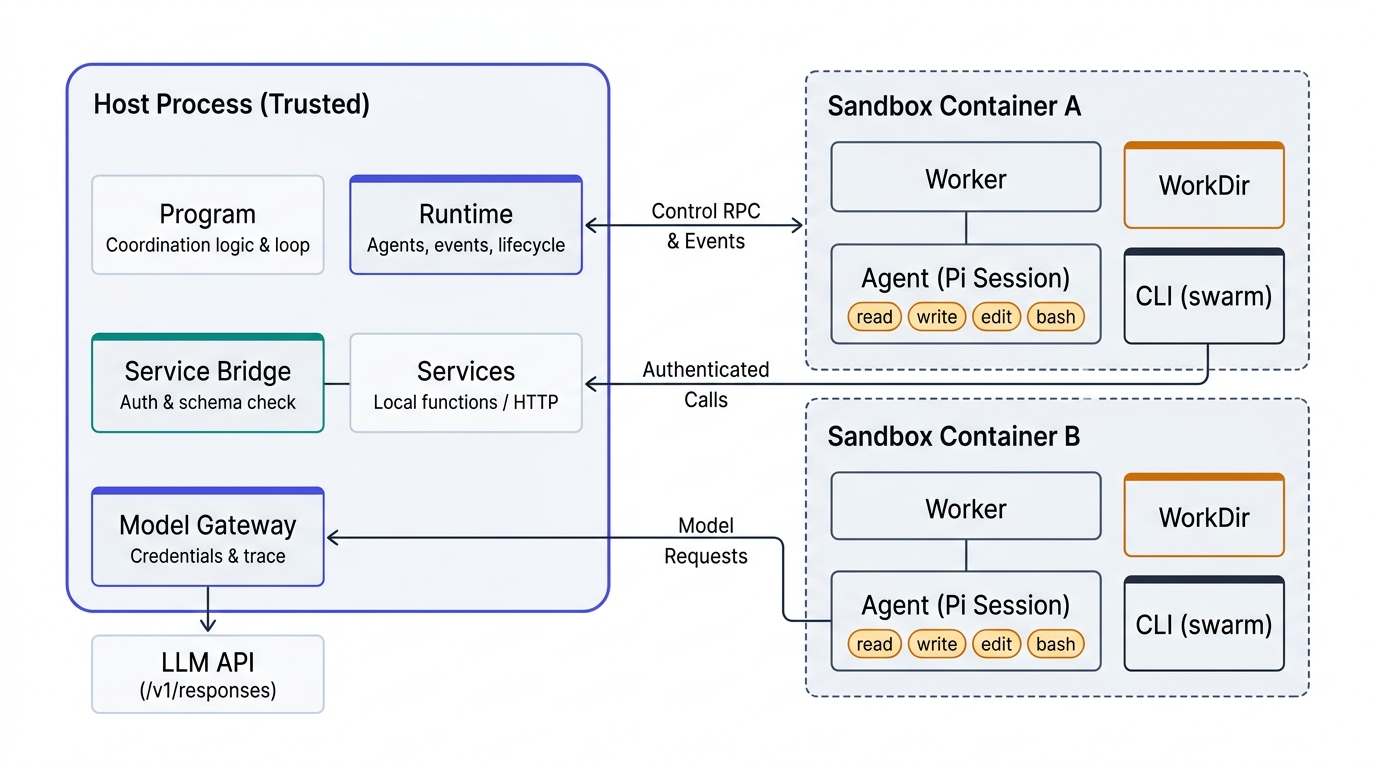 Host Process (Trusted)
Program
Coordination logic & loop
Runtime
Agents, events, lifecycle
Service Bridge
Auth & schema check
Services
Local functions / HTTP
Model Gateway
Credentials & trace
LLM API
(/v1/responses)
Control RPC
& Events
Authenticated
Calls
Model
Requests
Sandbox Container A
Worker
WorkDir
Agent (Pi Session)
read write edit bash
CLI (swarm)
Sandbox Container B
Worker
WorkDir
Agent (Pi Session)
read write edit bash
CLI (swarm)